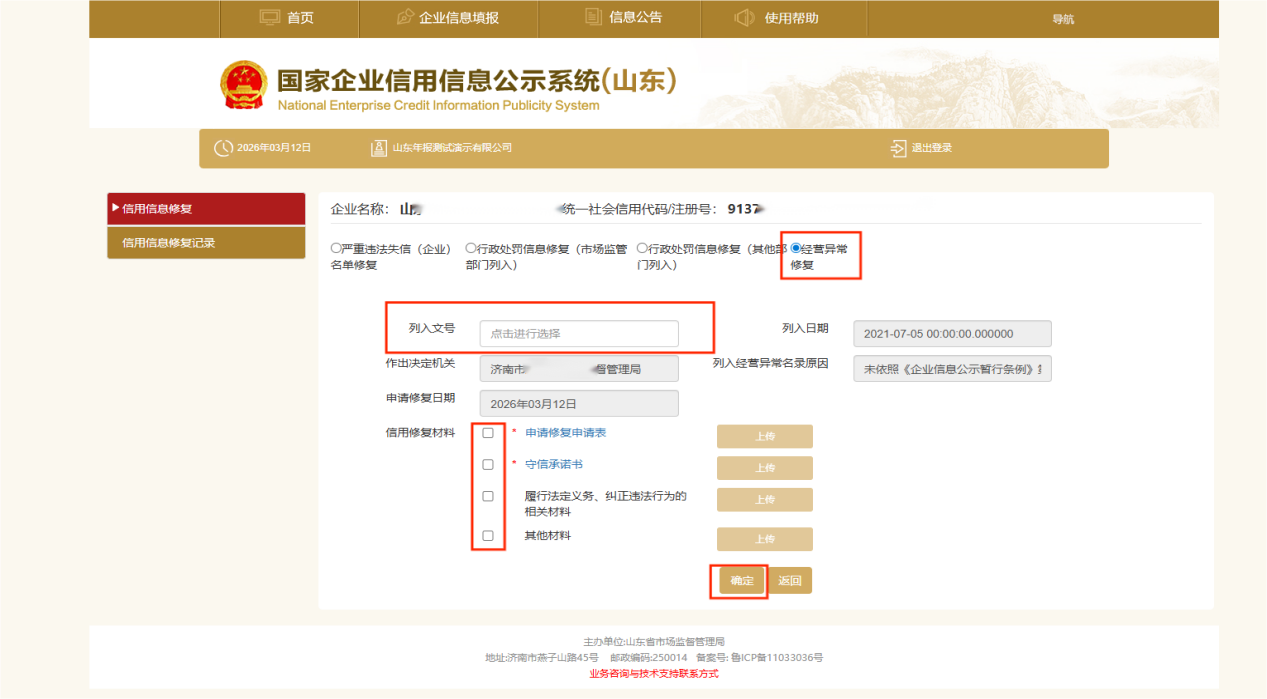 首页 企业信息填报 信息公告 使用帮助 导航
国家企业信用信息公示系统(山东)
National Enterprise Credit Information Publicity System
2026年03月12日 山东年报测试演示有限公司 退出登录
信用信息修复
信用信息修复记录
企业名称： 山东 统一社会信用代码/注册号： 9137
严重违法失信（企业）名单修复
行政处罚信息修复（市场监管部门列入）
行政处罚信息修复（其他部门列入）
经营异常修复
列入文号 点击进行选择 列入日期 2021-07-05 00:00:00.000000
作出决定机关 济南市 督管理局 列入经营异常名录原因 未依照《企业信息公示暂行条例》
申请修复日期 2026年03月12日
信用修复材料 * 申请修复申请表 上传
* 守信承诺书 上传
履行法定义务、纠正违法行为的
相关材料 上传
其他材料 上传
确定 返回
主办单位:山东省市场监督管理局
地址:济南市燕子山路45号 邮政编码:250014 备案号: 鲁ICP备11033036号
业务咨询与技术支持联系方式